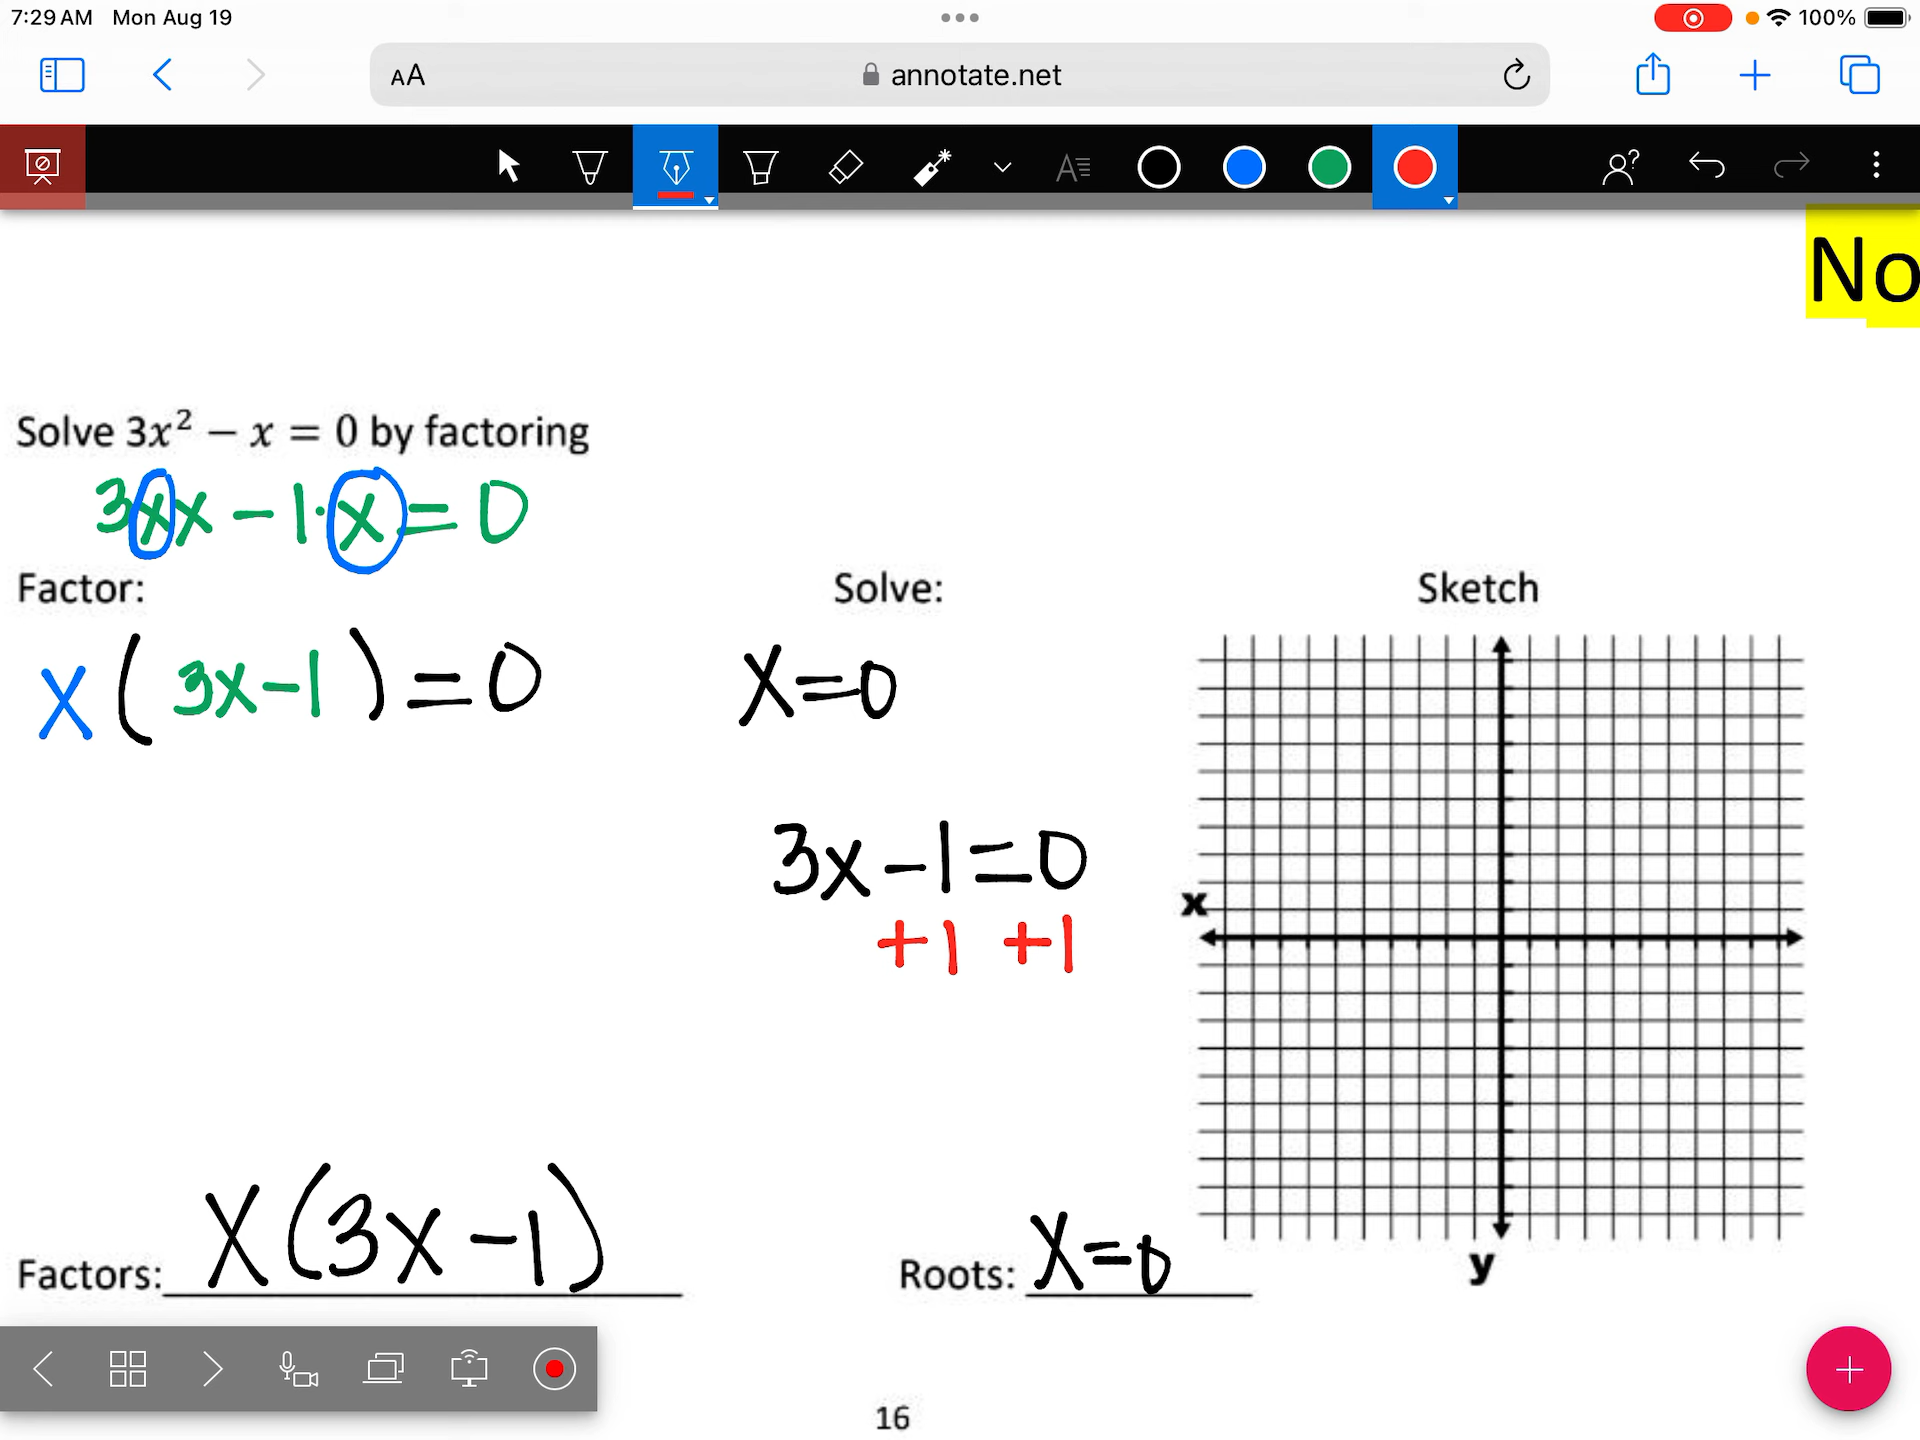 7:29 AM Mon Aug 19
100%
AA annotate.net
No
Solve 3x² − x = 0 by factoring
3xx − 1·x = 0
Factor: Solve: Sketch
x(3x−1)=0 x=0
3x−1=0
+1 +1
x
y
Factors: x(3x−1) Roots: x=0
16